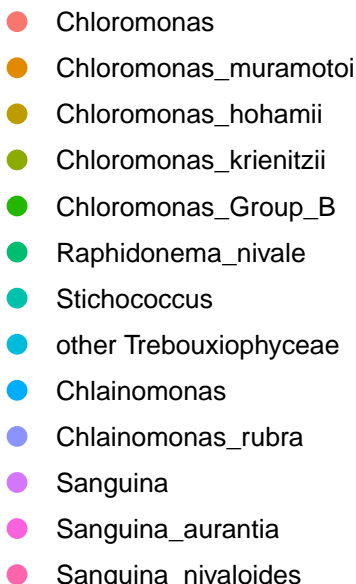 Chloromonas
Chloromonas_muramotoi
Chloromonas_hohamii
Chloromonas_krienitzii
Chloromonas_Group_B
Raphidonema_nivale
Stichococcus
other Trebouxiophyceae
Chlainomonas
Chlainomonas_rubra
Sanguina
Sanguina_aurantia
Sanguina_nivaloides